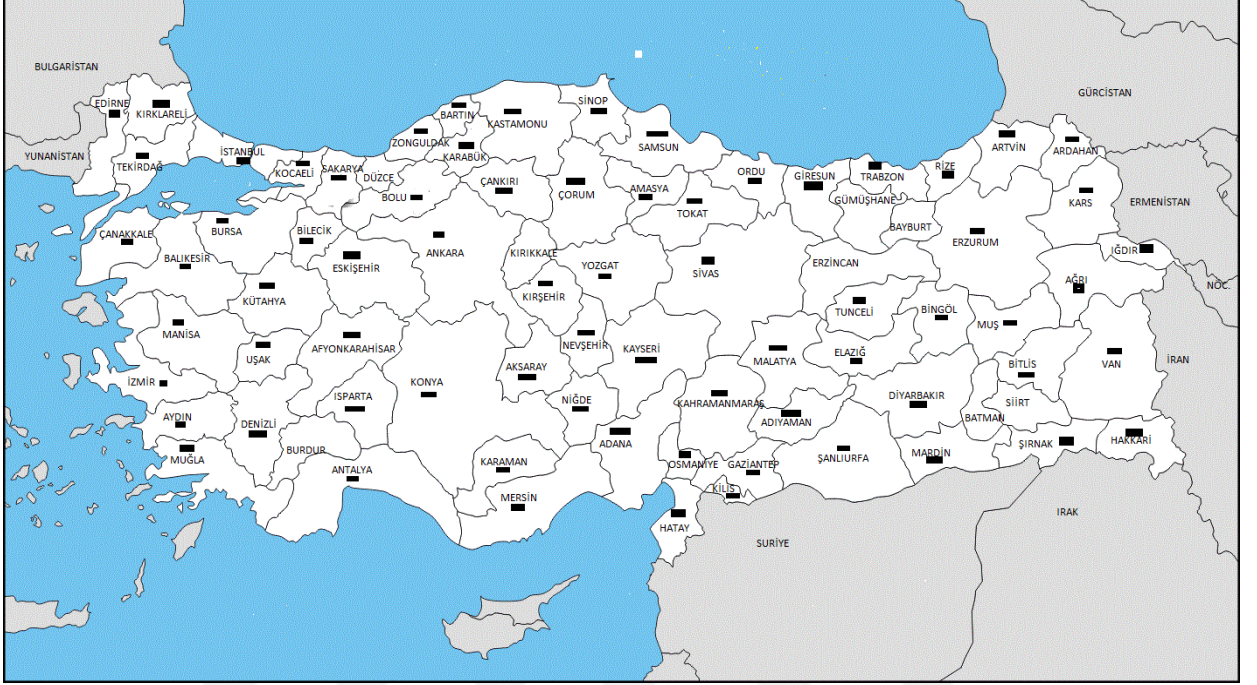 BULGARİSTAN
GÜRCİSTAN
EDİRNE
KIRKLARELİ
BARTIN
SİNOP
KASTAMONU
ZONGULDAK
SAMSUN
ARTVİN
ARDAHAN
YUNANİSTAN
TEKİRDAĞ
İSTANBUL
KOCAELİ
SAKARYA
DÜZCE
KARABÜK
BOLU
ÇANKIRI
ÇORUM
AMASYA
TOKAT
ORDU
GİRESUN
TRABZON
RİZE
GÜMÜŞHANE
BAYBURT
KARS
ERMENİSTAN
ÇANAKKALE
BURSA
BİLECİK
BALIKESİR
ESKİŞEHİR
ANKARA
KIRIKKALE
YOZGAT
SİVAS
ERZİNCAN
ERZURUM
IĞDIR
AĞRI
NÖC.
KÜTAHYA
KIRŞEHİR
TUNCELİ
BİNGÖL
MUŞ
MANİSA
UŞAK
AFYONKARAHİSAR
NEVŞEHİR
KAYSERİ
MALATYA
ELAZIĞ
BİTLİS
VAN
İRAN
İZMİR
KONYA
AKSARAY
ISPARTA
NİĞDE
KAHRAMANMARAŞ
ADIYAMAN
DİYARBAKIR
SİİRT
BATMAN
AYDIN
DENİZLİ
BURDUR
MUĞLA
ANTALYA
KARAMAN
ADANA
OSMANIYE
GAZİANTEP
ŞANLIURFA
MARDİN
ŞIRNAK
HAKKARİ
KİLİS
MERSİN
HATAY
SURİYE
IRAK